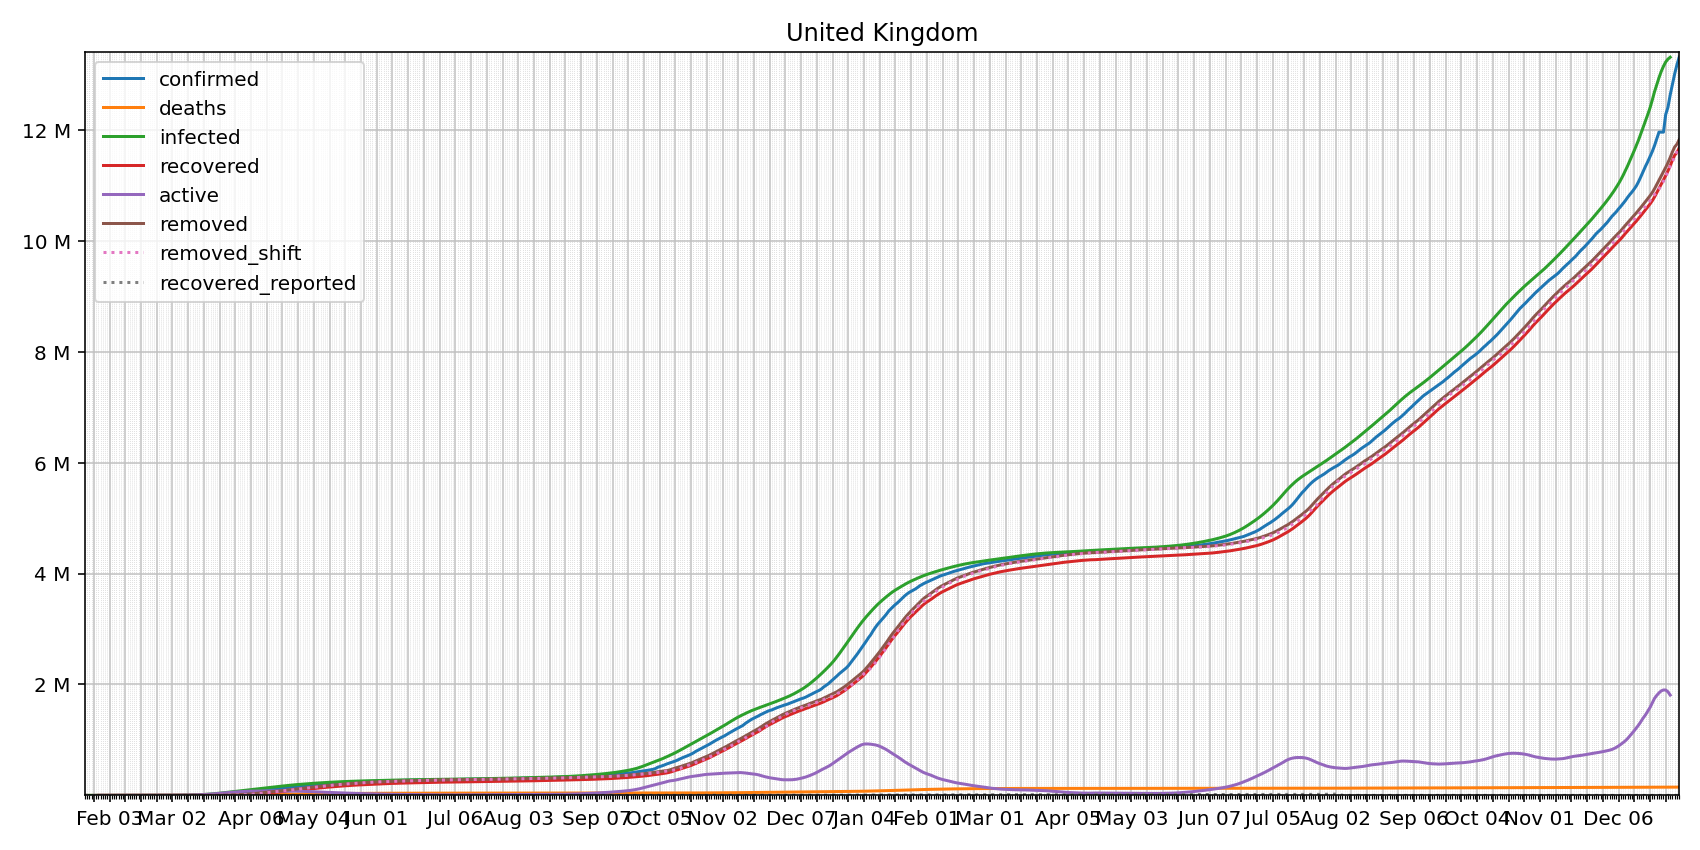 United Kingdom
confirmed
deaths
infected
recovered
active
removed
removed_shift
recovered_reported
12 M
10 M
8 M
6 M
4 M
2 M
Feb 03 Mar 02 Apr 06 May 04 Jun 01 Jul 06 Aug 03 Sep 07 Oct 05 Nov 02 Dec 07 Jan 04 Feb 01 Mar 01 Apr 05 May 03 Jun 07 Jul 05 Aug 02 Sep 06 Oct 04 Nov 01 Dec 06